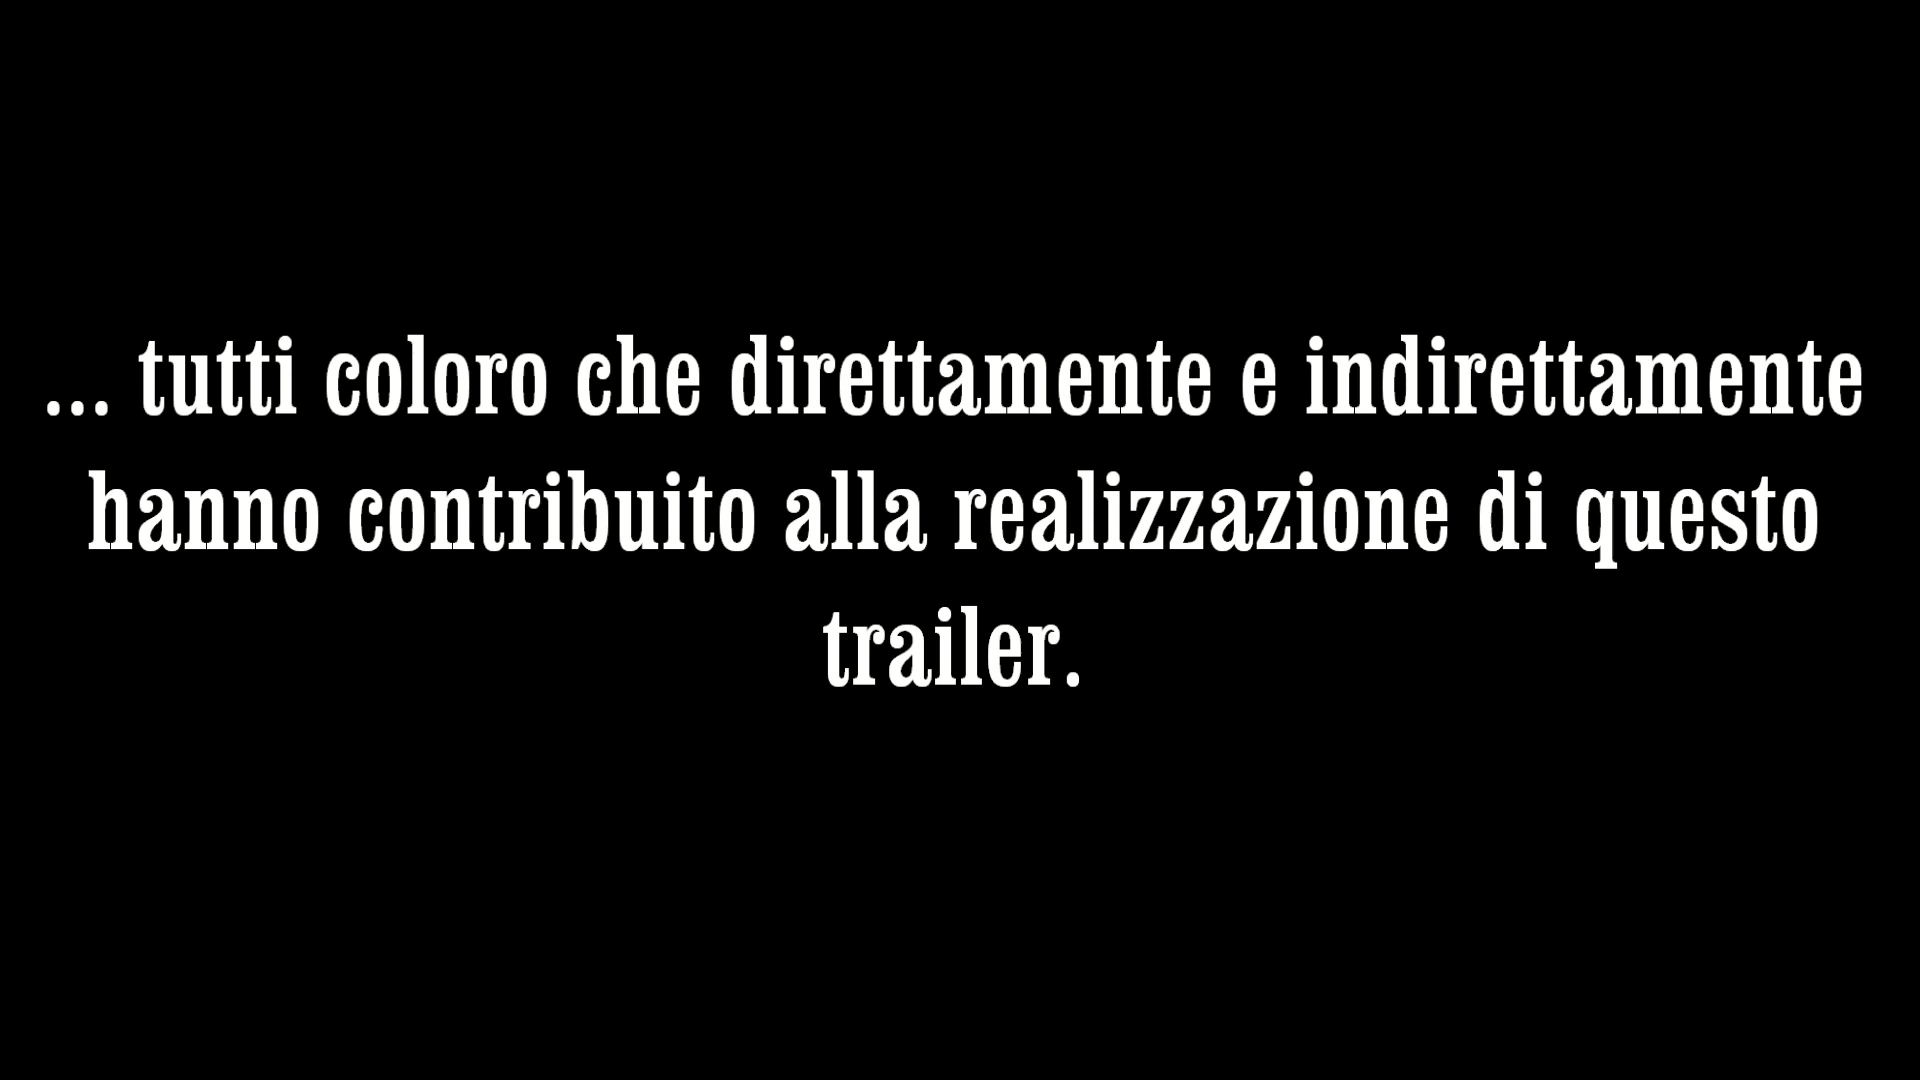 ... tutti coloro che direttamente e indirettamente
hanno contribuito alla realizzazione di questo
trailer.